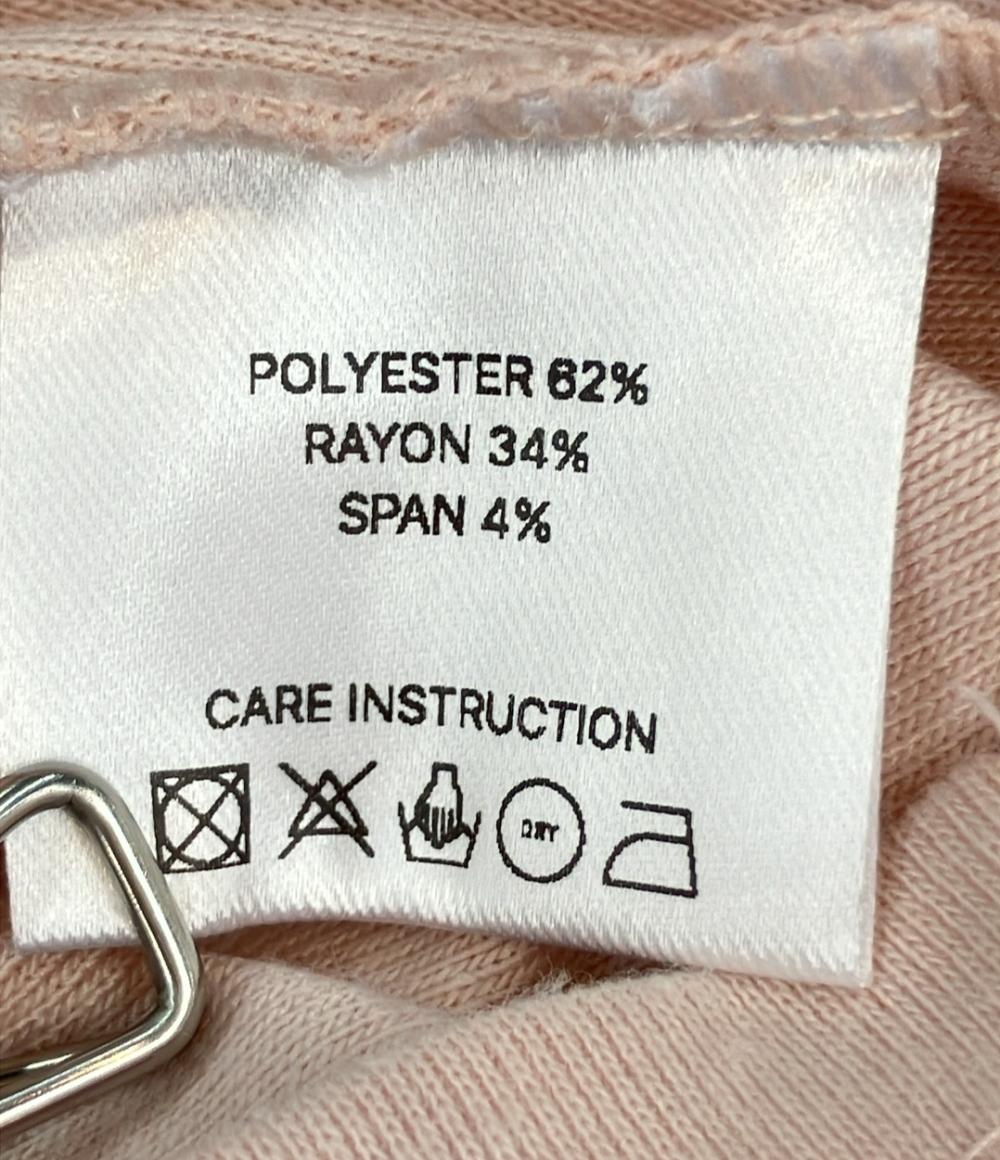 POLYESTER 62%
RAYON 34%
SPAN 4%
CARE INSTRUCTION
DRY